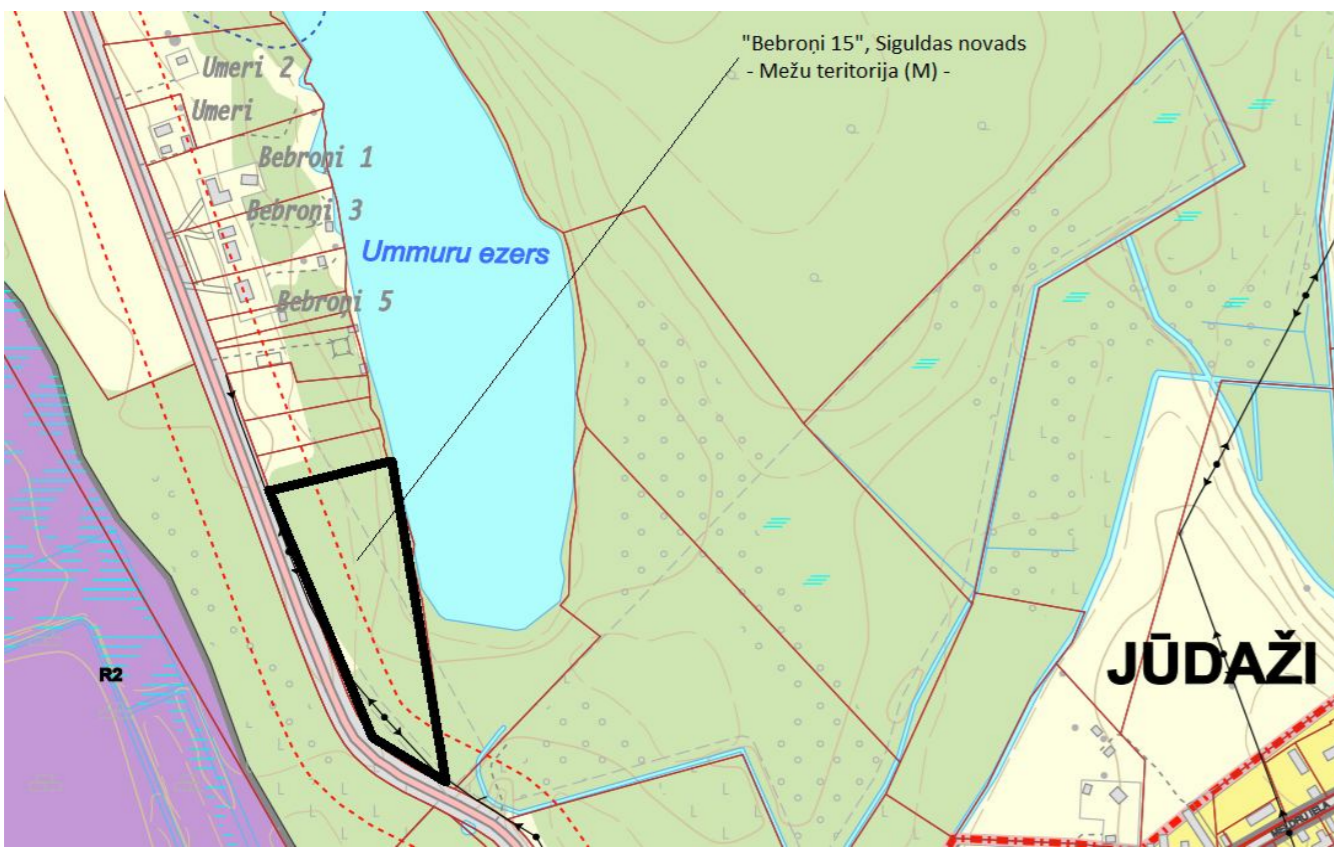 "Bebroņi 15", Siguldas novads
- Mežu teritorija (M) -
Umeri 2
Umeri
Bebroņi 1
Bebroņi 3
Ummuru ezers
Bebroņi 5
JŪDAŽI
R2